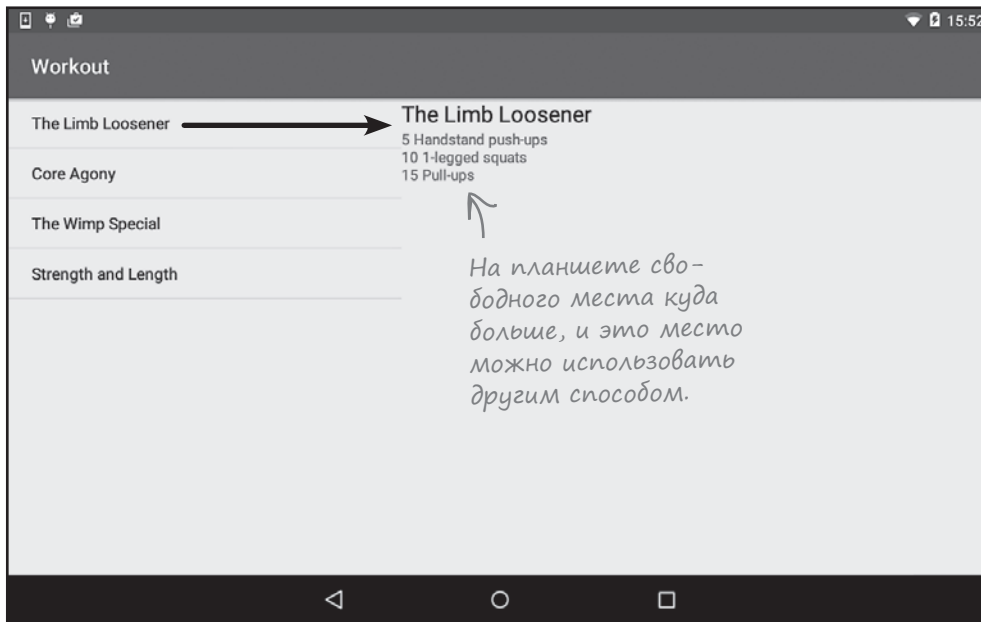 15:52
Workout
The Limb Loosener
Core Agony
The Wimp Special
Strength and Length
The Limb Loosener
5 Handstand push-ups
10 1-legged squats
15 Pull-ups
На планшете сво-
бодного места куда
больше, и это место
можно использовать
другим способом.